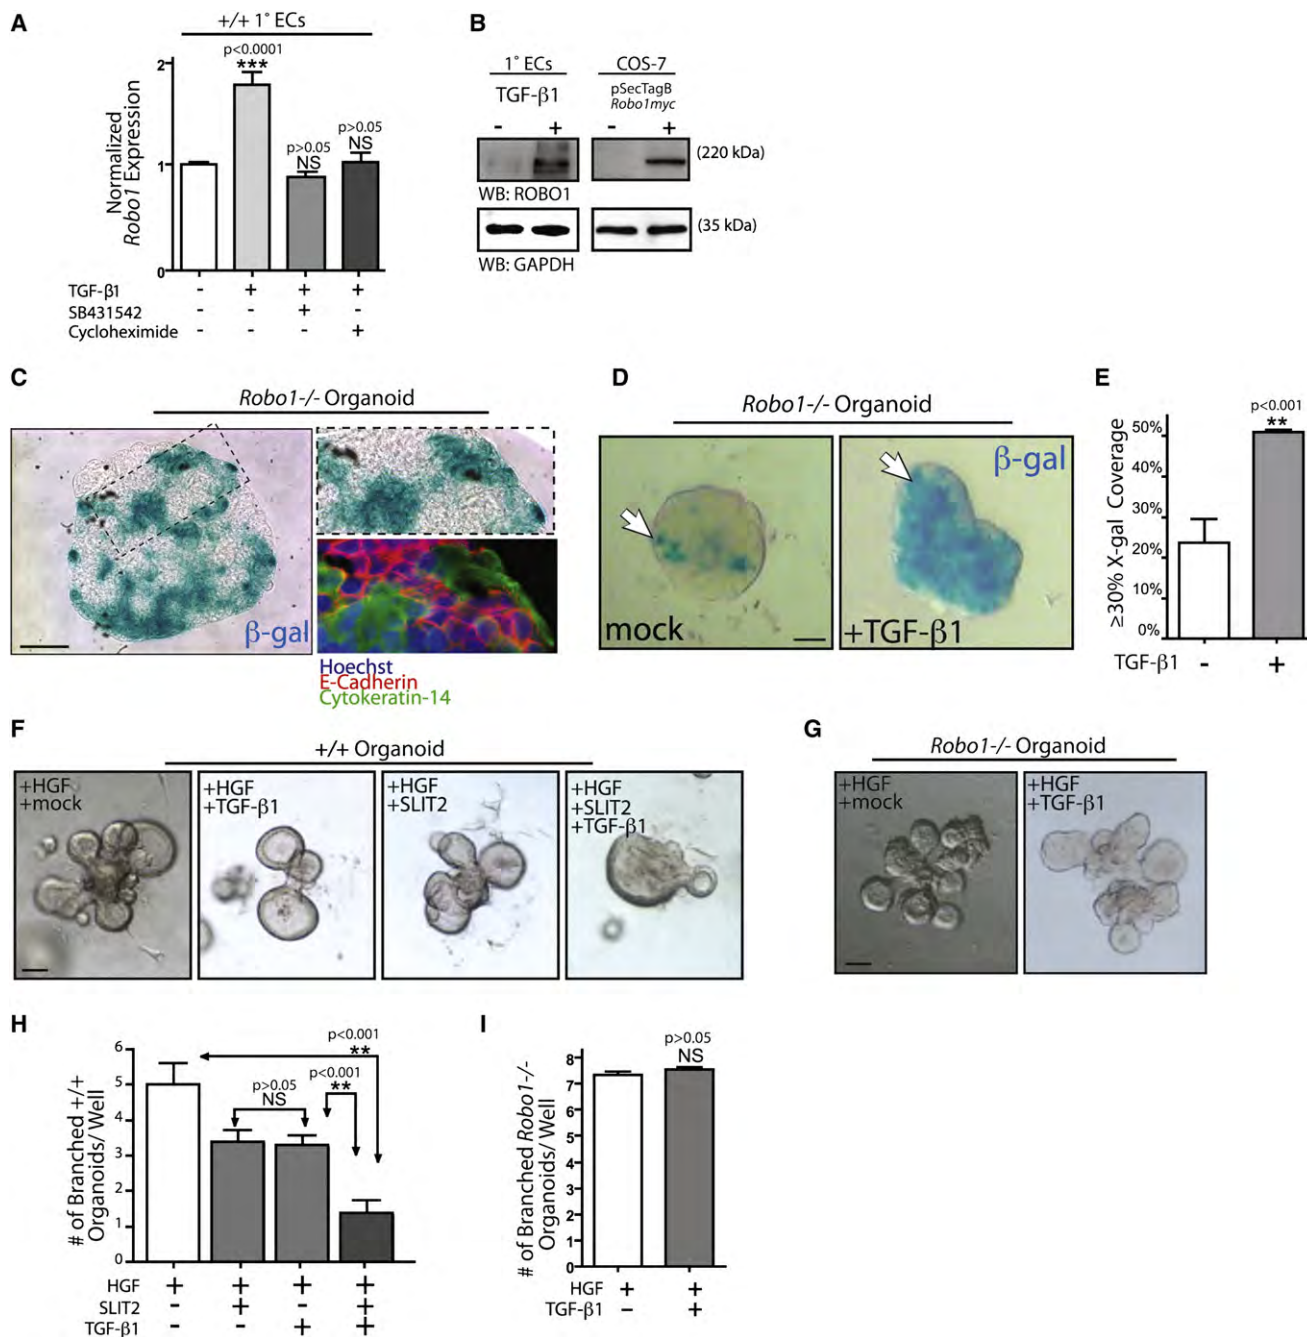 A
+/+ 1° ECs
p<0.0001
***
p>0.05
NS
p>0.05
NS
Normalized
Robo1 Expression
2
1
0
TGF-β1 - + + +
SB431542 - - + -
Cycloheximide - - - +
B
1° ECs COS-7
TGF-β1 pSecTagB
Robo1myc
- + - +
(220 kDa)
WB: ROBO1
(35 kDa)
WB: GAPDH
C
Robo1-/- Organoid
β-gal
Hoechst
E-Cadherin
Cytokeratin-14
D
Robo1-/- Organoid
mock
β-gal
+TGF-β1
E
p<0.001
**
≥30% X-gal Coverage
50%
40%
30%
20%
10%
0%
TGF-β1 - +
F
+/+ Organoid
+HGF
+mock
+HGF
+TGF-β1
+HGF
+SLIT2
+HGF
+SLIT2
+TGF-β1
G
Robo1-/- Organoid
+HGF
+mock
+HGF
+TGF-β1
H
p<0.001
**
p>0.05
NS
p<0.001
**
# of Branched +/+
Organoids/ Well
6
5
4
3
2
1
0
HGF + + + +
SLIT2 - + - +
TGF-β1 - - + +
I
p>0.05
NS
# of Branched Robo1-/-
Organoids/ Well
8
7
6
5
4
3
2
1
0
HGF + +
TGF-β1 - +